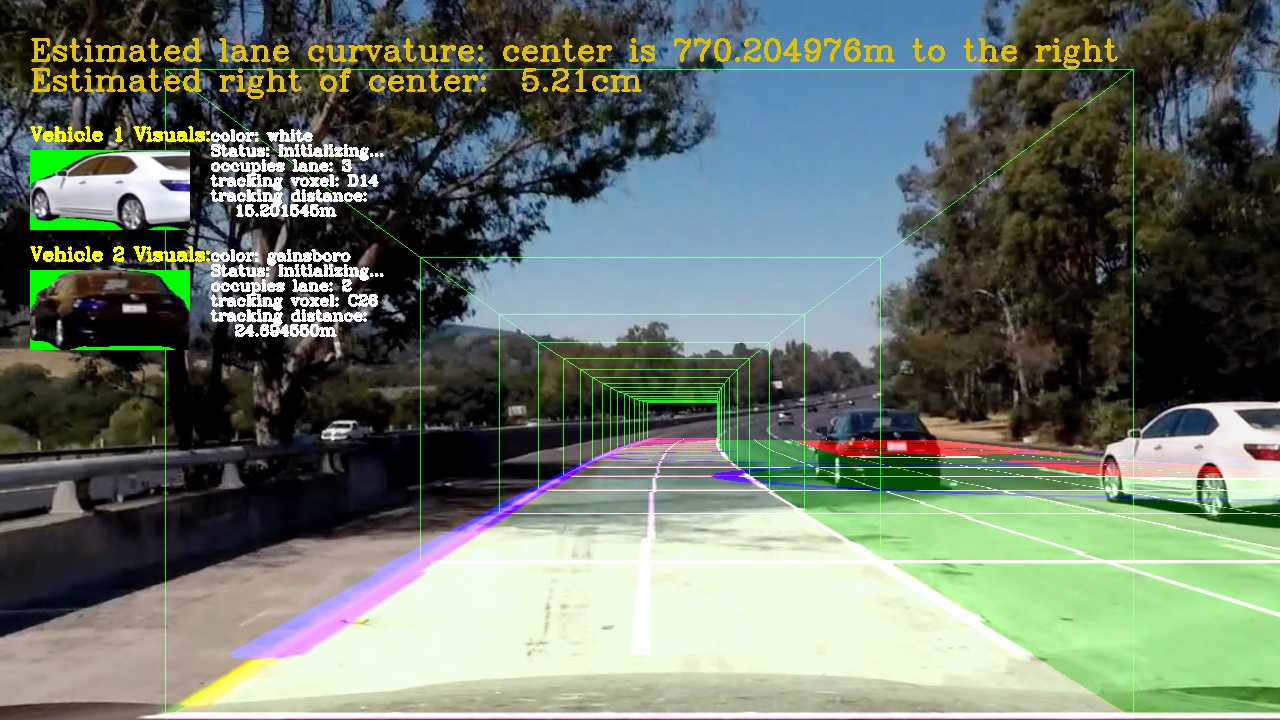 Estimated lane curvature: center is 770.204976m to the right
Estimated right of center:  5.21cm
Vehicle 1 Visuals:color: white
Status: Initializing...
occupies lane: 3
tracking voxel: D14
tracking distance:
15.201545m
Vehicle 2 Visuals:color: gainsboro
Status: Initializing...
occupies lane: 2
tracking voxel: C26
tracking distance:
24.694550m